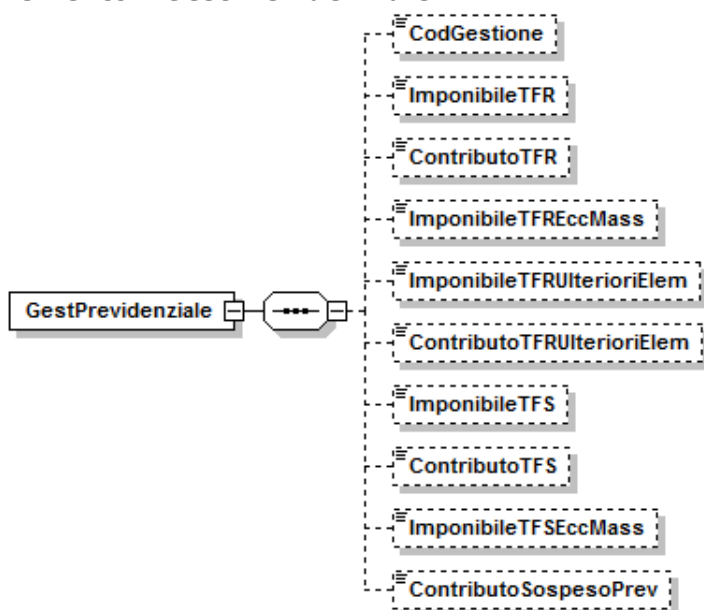 CodGestione
ImponibileTFR
ContributoTFR
ImponibileTFREccMass
ImponibileTFRUlterioriElem
GestPrevidenziale
ContributoTFRUlterioriElem
ImponibileTFS
ContributoTFS
ImponibileTFSEccMass
ContributoSospesoPrev